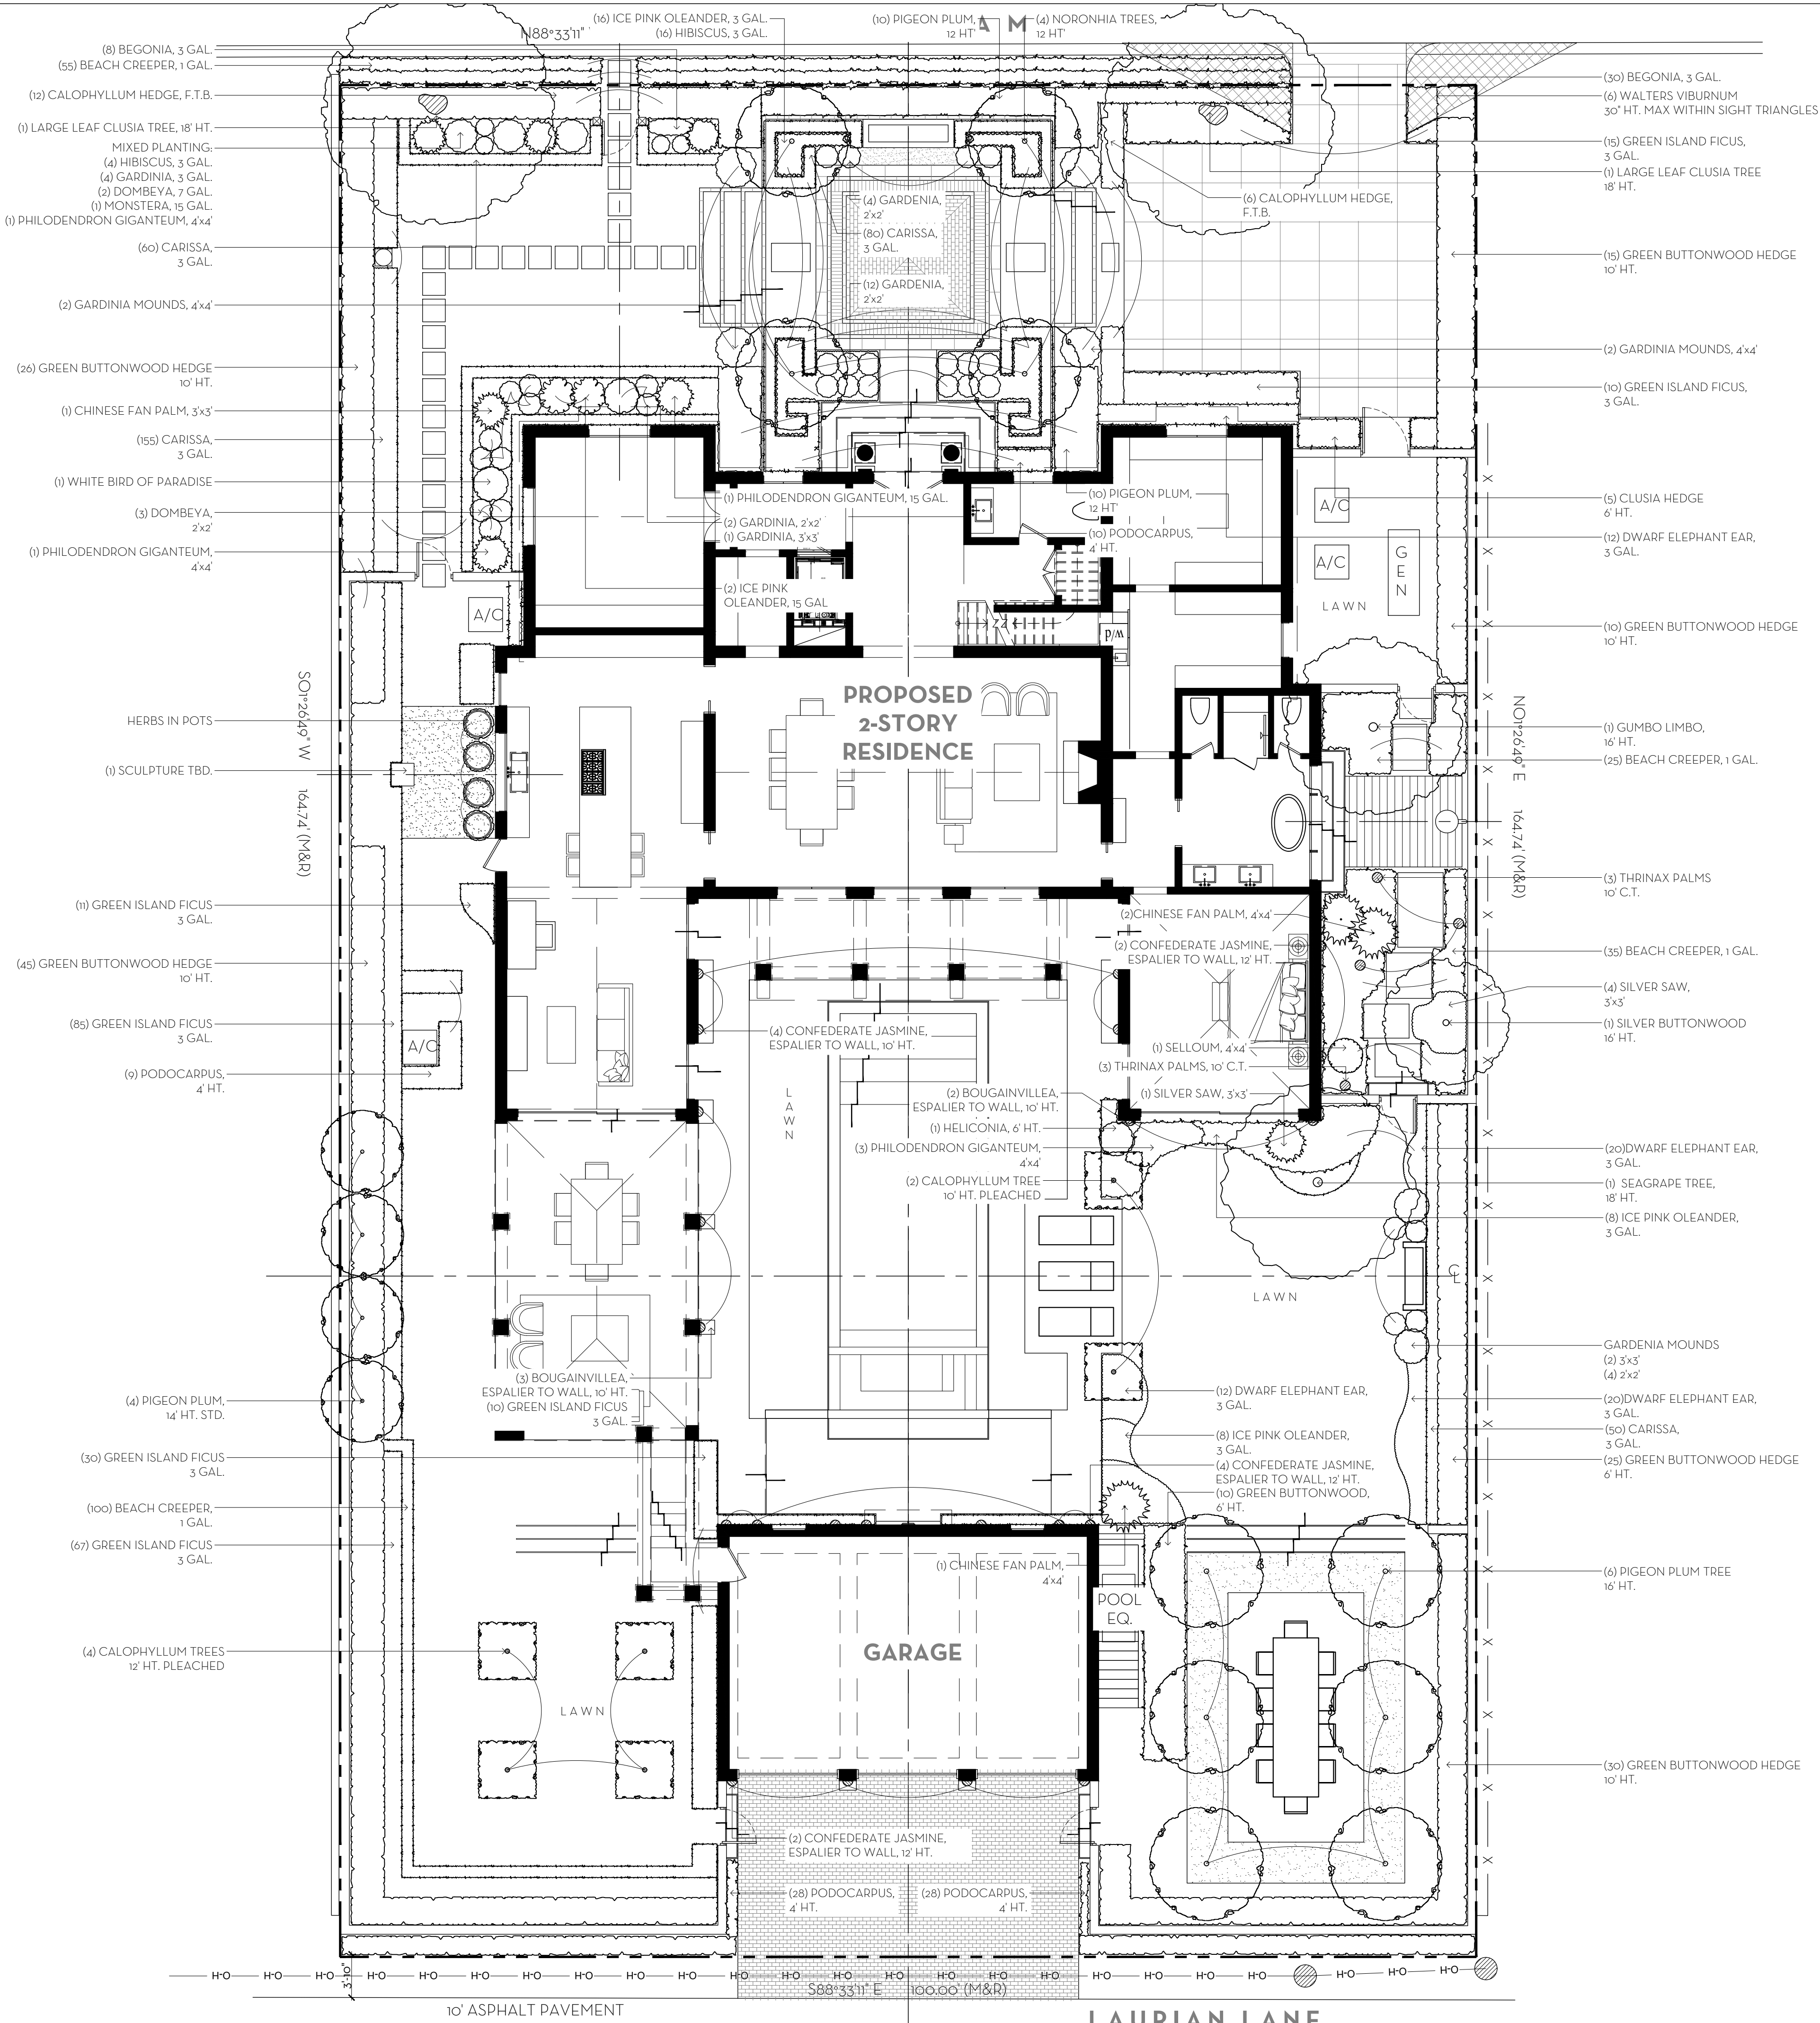 (16) ICE PINK OLEANDER, 3 GAL.
(16) HIBISCUS, 3 GAL.
N88°33'11"
(10) PIGEON PLUM,
12 HT'
A M
(4) NORONHIA TREES,
12 HT'
(8) BEGONIA, 3 GAL.
(55) BEACH CREEPER, 1 GAL.
(12) CALOPHYLLUM HEDGE, F.T.B.
(1) LARGE LEAF CLUSIA TREE, 18' HT.
MIXED PLANTING:
(4) HIBISCUS, 3 GAL.
(4) GARDINIA, 3 GAL.
(2) DOMBEYA, 7 GAL.
(1) MONSTERA, 15 GAL.
(1) PHILODENDRON GIGANTEUM, 4'x4'
(60) CARISSA,
3 GAL.
(2) GARDINIA MOUNDS, 4'x4'
(26) GREEN BUTTONWOOD HEDGE
10' HT.
(1) CHINESE FAN PALM, 3'x3'
(155) CARISSA,
3 GAL.
(1) WHITE BIRD OF PARADISE
(3) DOMBEYA,
2'x2'
(1) PHILODENDRON GIGANTEUM,
4'x4'
SO1°26'49" W 164.74' (M&R)
HERBS IN POTS
(1) SCULPTURE TBD.
(11) GREEN ISLAND FICUS
3 GAL.
(45) GREEN BUTTONWOOD HEDGE
10' HT.
(85) GREEN ISLAND FICUS
3 GAL.
(9) PODOCARPUS,
4' HT.
(4) PIGEON PLUM,
14' HT. STD.
(30) GREEN ISLAND FICUS
3 GAL.
(100) BEACH CREEPER,
1 GAL.
(67) GREEN ISLAND FICUS
3 GAL.
(4) CALOPHYLLUM TREES
12' HT. PLEACHED
(4) GARDENIA,
2'x2'
(80) CARISSA,
3 GAL.
(12) GARDENIA,
2'x2'
(6) CALOPHYLLUM HEDGE,
F.T.B.
(1) PHILODENDRON GIGANTEUM, 15 GAL.
(2) GARDINIA, 2'x2'
(1) GARDINIA, 3'x3'
(2) ICE PINK
OLEANDER, 15 GAL
(10) PIGEON PLUM,
12 HT'
(10) PODOCARPUS,
4' HT.
A/C
A/C
A/C
GEN
LAWN
W/d
PROPOSED
2-STORY
RESIDENCE
(2)CHINESE FAN PALM, 4'x4'
(2) CONFEDERATE JASMINE,
ESPALIER TO WALL, 12' HT.
(4) CONFEDERATE JASMINE,
ESPALIER TO WALL, 10' HT.
A/C
(1) SELLOUM, 4'x4'
(3) THRINAX PALMS, 10' C.T.
(1) SILVER SAW, 3'x3'
(2) BOUGAINVILLEA,
ESPALIER TO WALL, 10' HT.
(1) HELICONIA, 6' HT.
(3) PHILODENDRON GIGANTEUM,
4'x4'
(2) CALOPHYLLUM TREE
10' HT. PLEACHED
LAWN
LAWN
CL
(3) BOUGAINVILLEA,
ESPALIER TO WALL, 10' HT.
(10) GREEN ISLAND FICUS
3 GAL.
(12) DWARF ELEPHANT EAR,
3 GAL.
(8) ICE PINK OLEANDER,
3 GAL.
(4) CONFEDERATE JASMINE,
ESPALIER TO WALL, 12' HT.
(10) GREEN BUTTONWOOD,
6' HT.
(1) CHINESE FAN PALM,
4'x4'
POOL
EQ.
GARAGE
LAWN
(2) CONFEDERATE JASMINE,
ESPALIER TO WALL, 12' HT.
(28) PODOCARPUS,
4' HT.
(28) PODOCARPUS,
4' HT.
(30) BEGONIA, 3 GAL.
(6) WALTERS VIBURNUM
30" HT. MAX WITHIN SIGHT TRIANGLES
(15) GREEN ISLAND FICUS,
3 GAL.
(1) LARGE LEAF CLUSIA TREE
18' HT.
(15) GREEN BUTTONWOOD HEDGE
10' HT.
(2) GARDINIA MOUNDS, 4'x4'
(10) GREEN ISLAND FICUS,
3 GAL.
(5) CLUSIA HEDGE
6' HT.
(12) DWARF ELEPHANT EAR,
3 GAL.
(10) GREEN BUTTONWOOD HEDGE
10' HT.
NO1°26'49" E 164.74' (M&R)
(1) GUMBO LIMBO,
16' HT.
(25) BEACH CREEPER, 1 GAL.
(3) THRINAX PALMS
10' C.T.
(35) BEACH CREEPER, 1 GAL.
(4) SILVER SAW,
3'x3'
(1) SILVER BUTTONWOOD
16' HT.
(20)DWARF ELEPHANT EAR,
3 GAL.
(1) SEAGRAPE TREE,
18' HT.
(8) ICE PINK OLEANDER,
3 GAL.
GARDENIA MOUNDS
(2) 3'x3'
(4) 2'x2'
(20)DWARF ELEPHANT EAR,
3 GAL.
(50) CARISSA,
3 GAL.
(25) GREEN BUTTONWOOD HEDGE
6' HT.
(6) PIGEON PLUM TREE
16' HT.
(30) GREEN BUTTONWOOD HEDGE
10' HT.
H-O H-O H-O H-O H-O H-O H-O H-O H-O H-O H-O H-O H-O H-O H-O H-O H-O H-O H-O H-O H-O H-O H-O H-O
3'-10"
S88°33'11" E 100.00' (M&R)
10' ASPHALT PAVEMENT
LAURIAN LANE